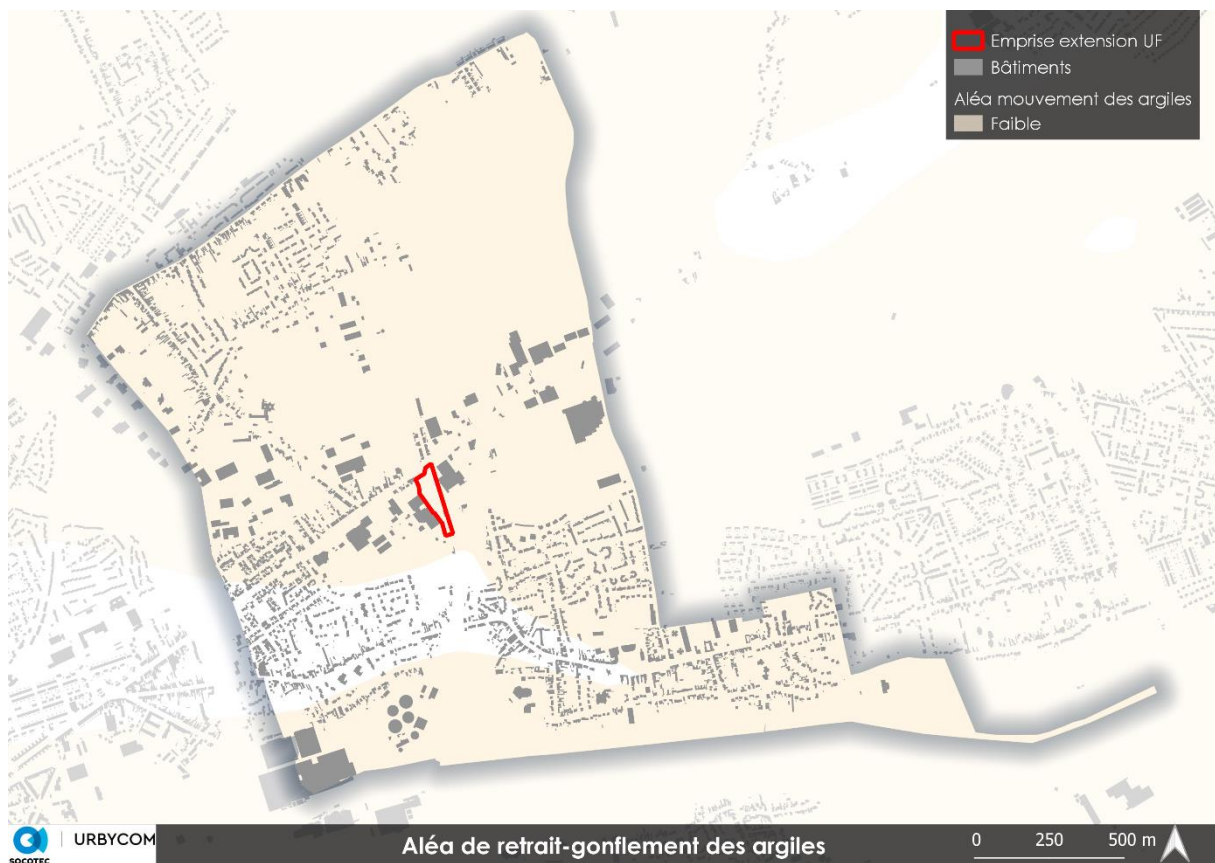 Emprise extension UF
Bâtiments
Aléa mouvement des argiles
Faible
SOCOTEC
URBYCOM
Aléa de retrait-gonflement des argiles
0 250 500 m